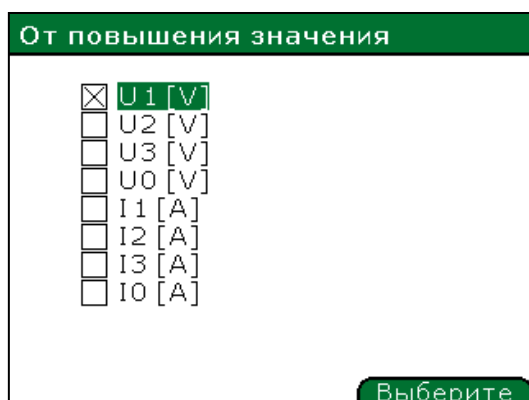 От повышения значения
U1 [V]
U2 [V]
U3 [V]
U0 [V]
I1 [A]
I2 [A]
I3 [A]
I0 [A]
Выберите